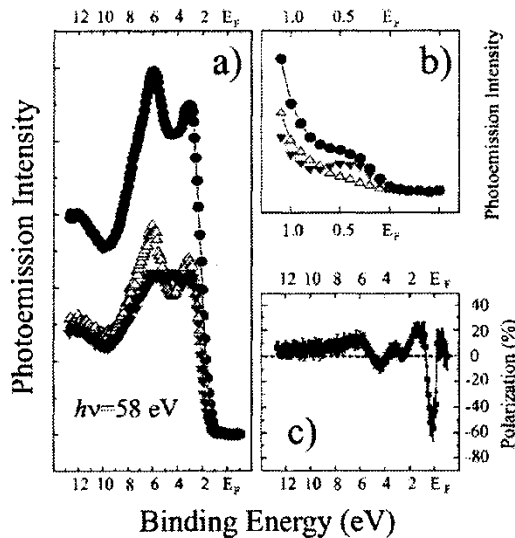 12 10 8 6 4 2 E_F
a)
Photoemission Intensity
hν=58 eV
12 10 8 6 4 2 E_F
1.0 0.5 E_F
b)
Photoemission Intensity
1.0 0.5 E_F
12 10 8 6 4 2 E_F
40
20
0
-20
-40
-60
-80
Polarization (%)
c)
12 10 8 6 4 2 E_F
Binding Energy (eV)